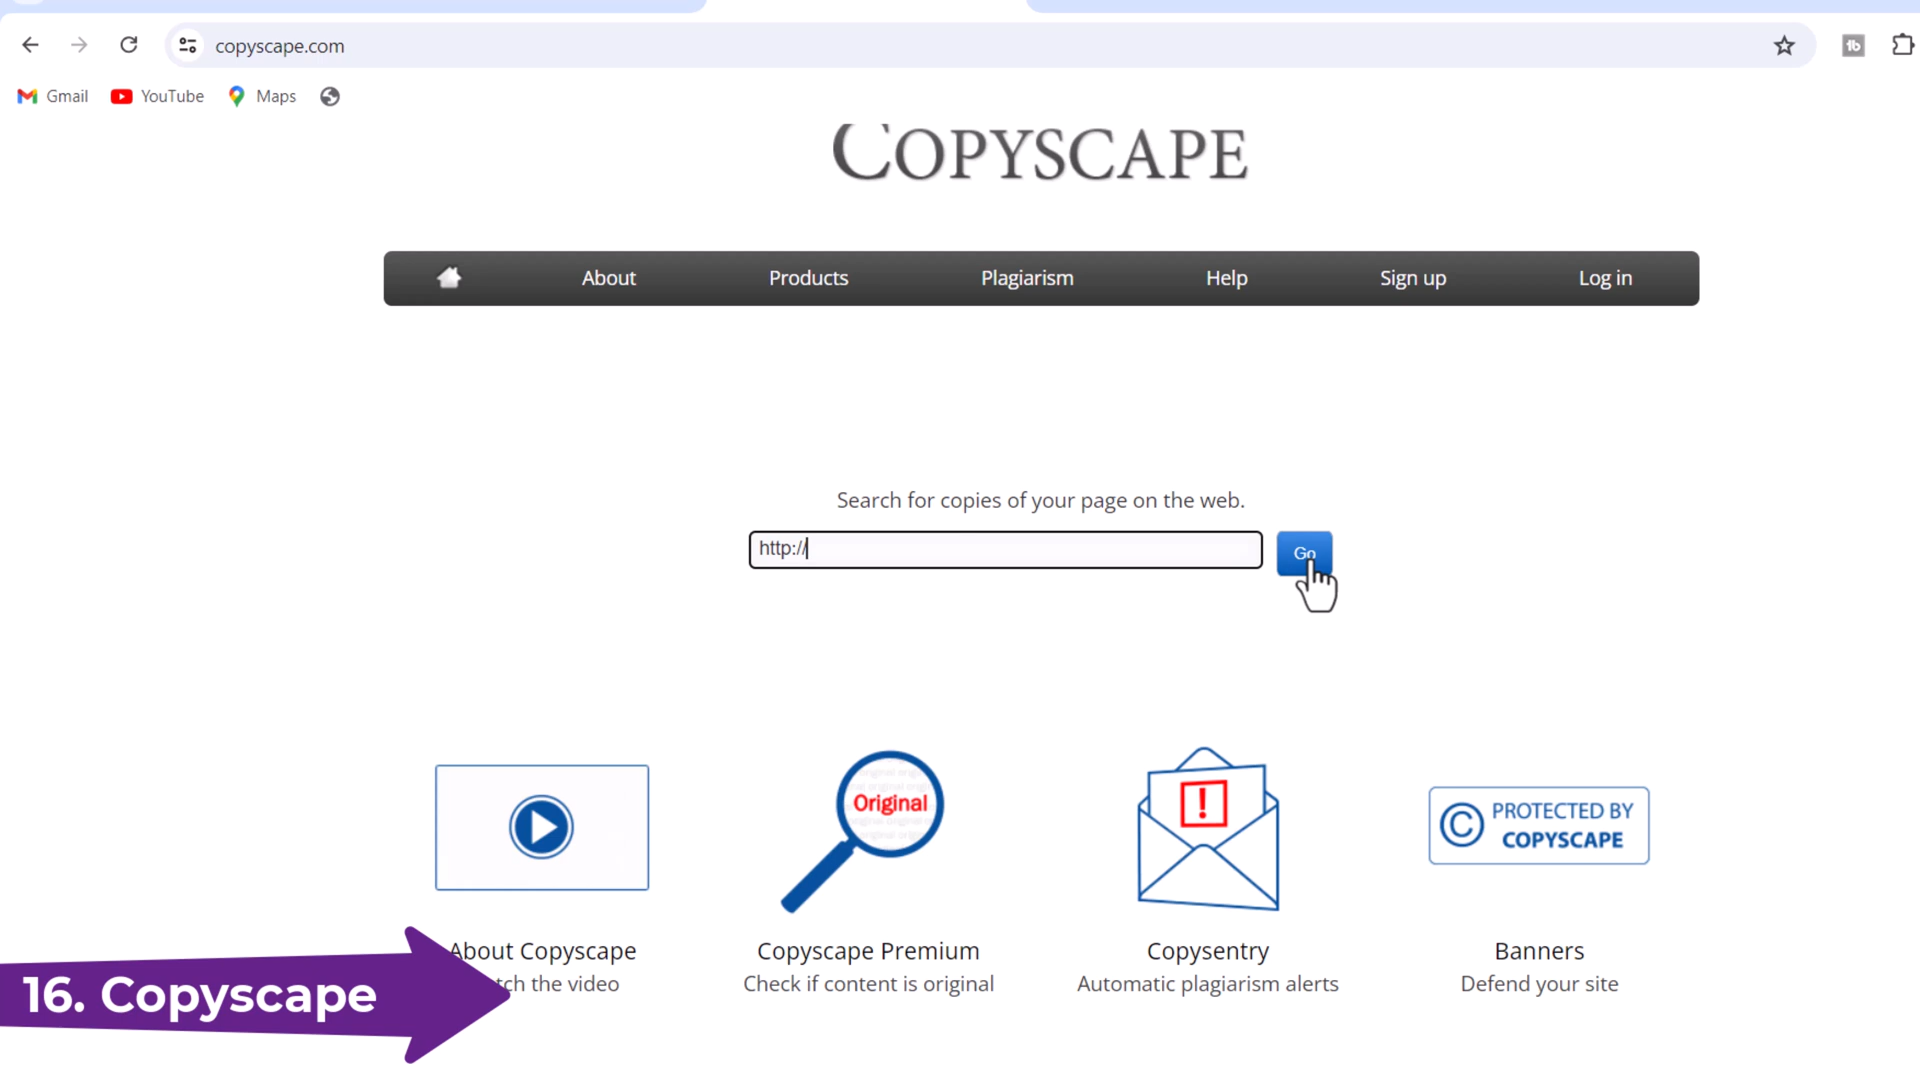 copyscape.com
Gmail YouTube Maps
COPYSCAPE
About Products Plagiarism Help Sign up Log in
Search for copies of your page on the web.
http:// Go
Original
!
© PROTECTED BY
COPYSCAPE
About Copyscape Copyscape Premium Copysentry Banners
tch the video Check if content is original Automatic plagiarism alerts Defend your site
16. Copyscape